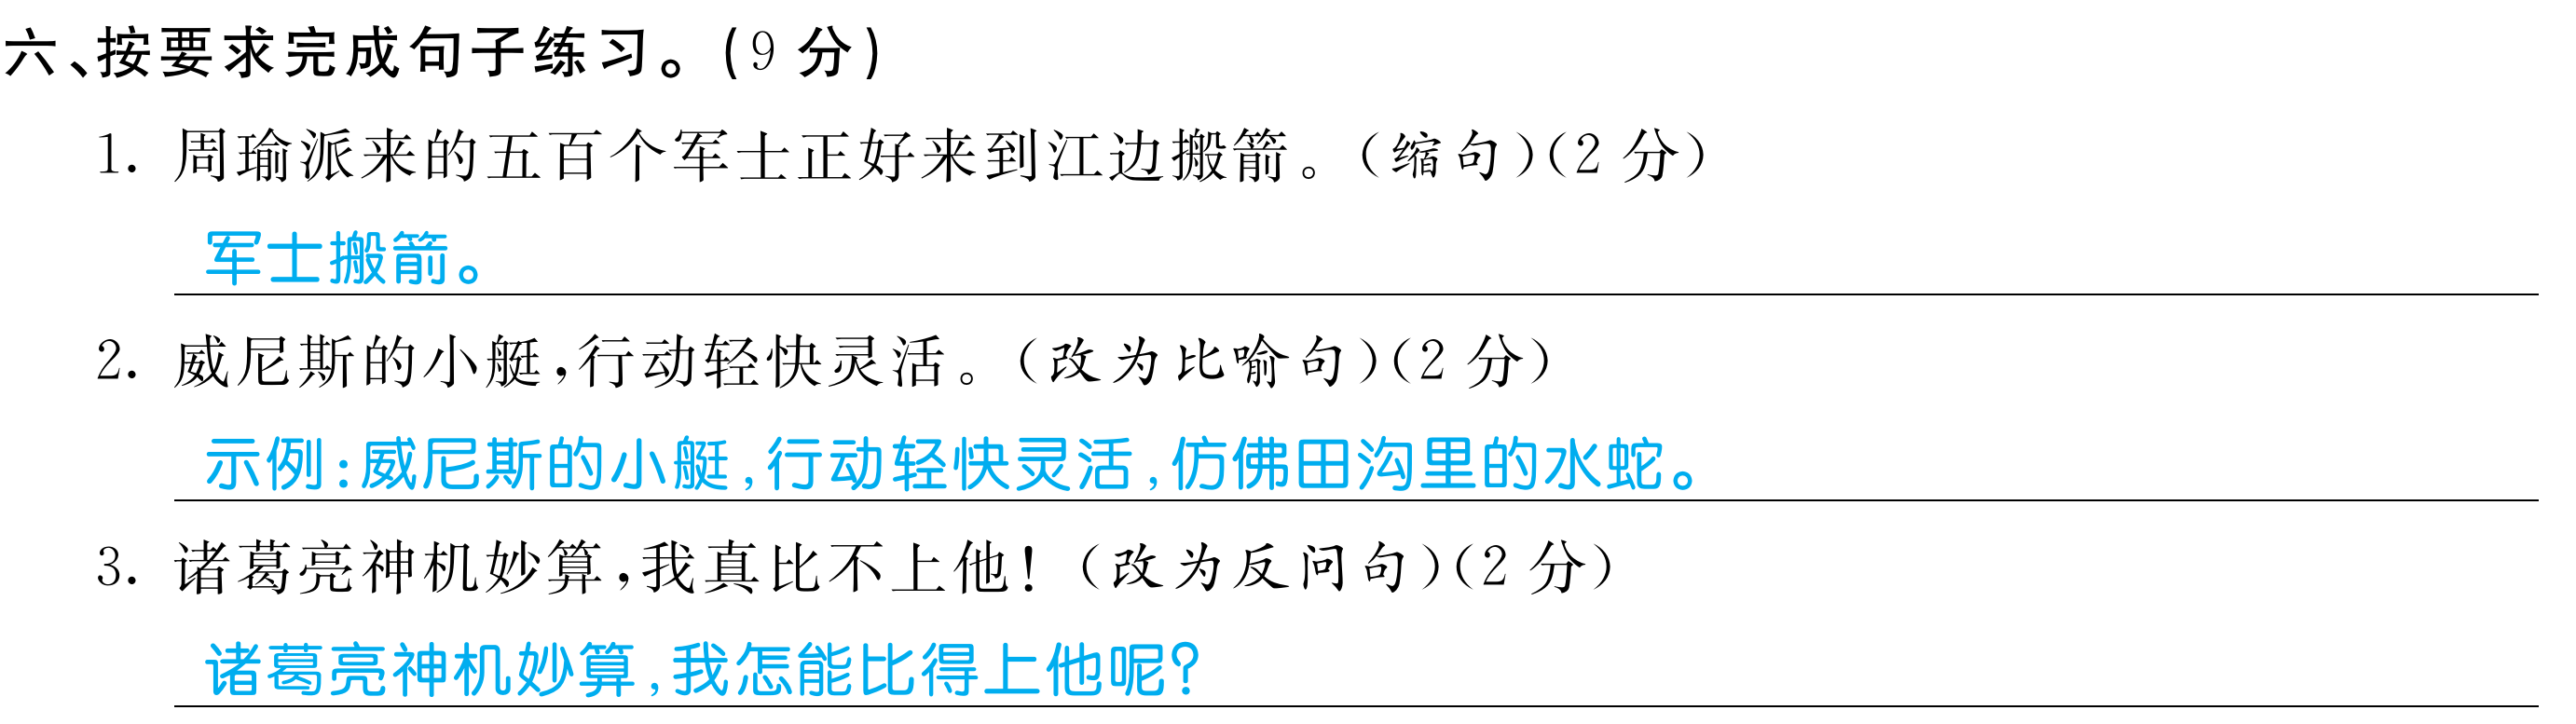 六、按要求完成句子练习。(9 分)
1. 周瑜派来的五百个军士正好来到江边搬箭。(缩句)(2 分)
军士搬箭。
2. 威尼斯的小艇,行动轻快灵活。(改为比喻句)(2 分)
示例:威尼斯的小艇,行动轻快灵活,仿佛田沟里的水蛇。
3. 诸葛亮神机妙算,我真比不上他!(改为反问句)(2 分)
诸葛亮神机妙算,我怎能比得上他呢?